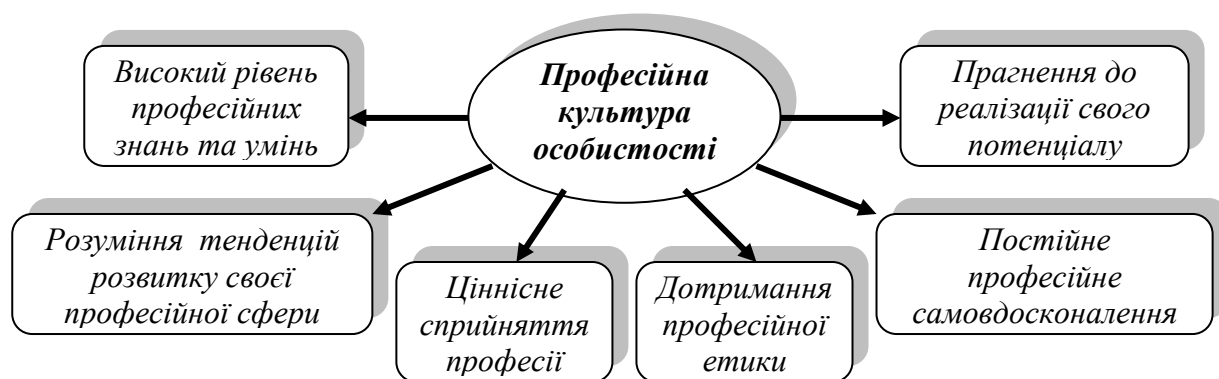 Професійна
культура
особистості
Високий рівень
професійних
знань та умінь
Прагнення до
реалізації свого
потенціалу
Розуміння тенденцій
розвитку своєї
професійної сфери
Ціннісне
сприйняття
професії
Дотримання
професійної
етики
Постійне
професійне
самовдосконалення